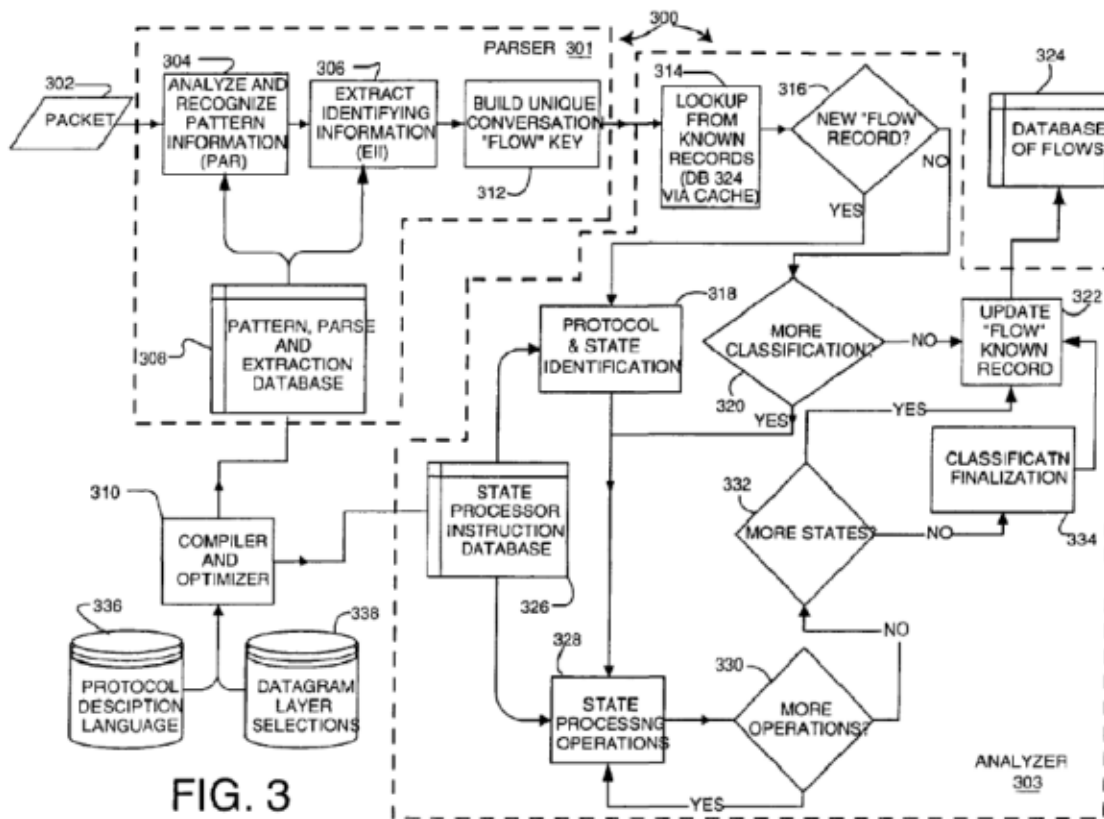 300
PARSER 301
302
PACKET
304
ANALYZE AND
RECOGNIZE
PATTERN
INFORMATION
(PAR)
306
EXTRACT
IDENTIFYING
INFORMATION
(EII)
BUILD UNIQUE
CONVERSATION
"FLOW" KEY
312
314
LOOKUP
FROM
KNOWN
RECORDS
(DB 324
VIA CACHE)
316
NEW "FLOW"
RECORD?
NO
YES
324
DATABASE
OF FLOWS
308
PATTERN, PARSE
AND
EXTRACTION
DATABASE
318
PROTOCOL
& STATE
IDENTIFICATION
MORE
CLASSIFICATION?
320
NO
YES
322
UPDATE
"FLOW"
KNOWN
RECORD
YES
310
COMPILER
AND
OPTIMIZER
STATE
PROCESSOR
INSTRUCTION
DATABASE
326
332
MORE STATES?
NO
CLASSIFICATN
FINALIZATION
334
336
PROTOCOL
DESCIPTION
LANGUAGE
338
DATAGRAM
LAYER
SELECTIONS
328
STATE
PROCESSNG
OPERATIONS
330
MORE
OPERATIONS?
NO
YES
ANALYZER
303
FIG. 3